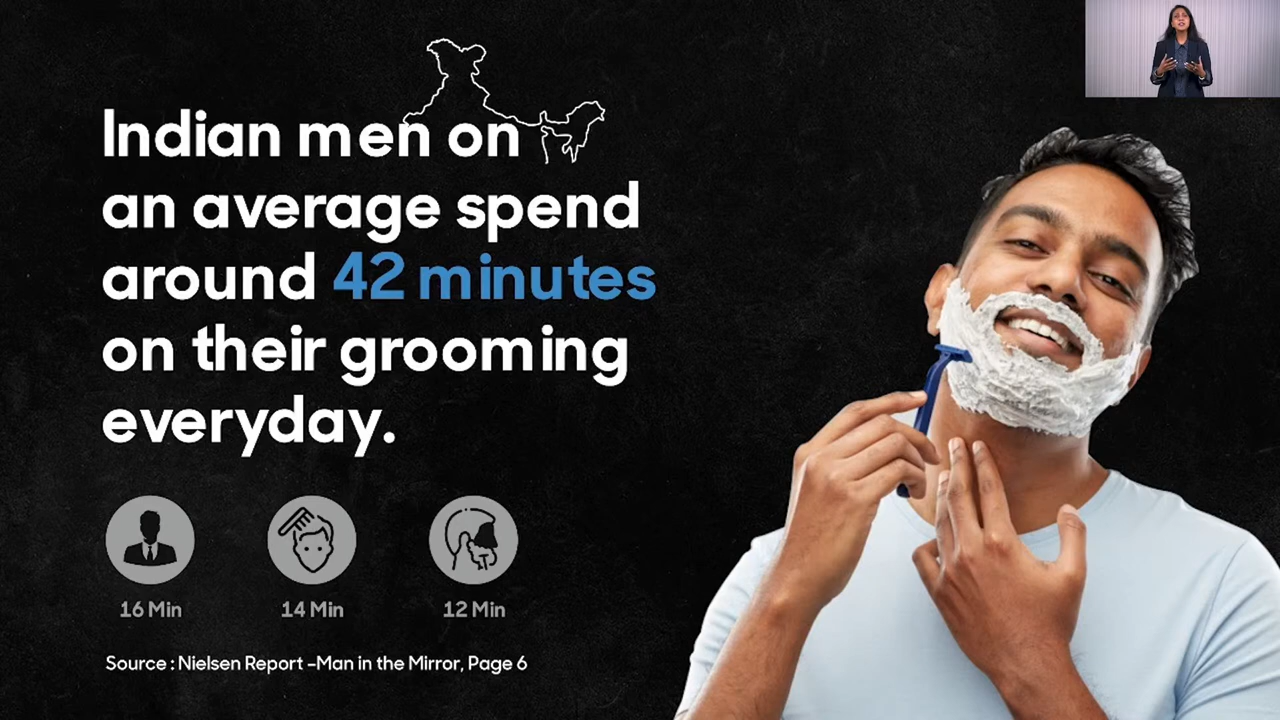 Indian men on
an average spend
around 42 minutes
on their grooming
everyday.
16 Min 14 Min 12 Min
Source : Nielsen Report –Man in the Mirror, Page 6